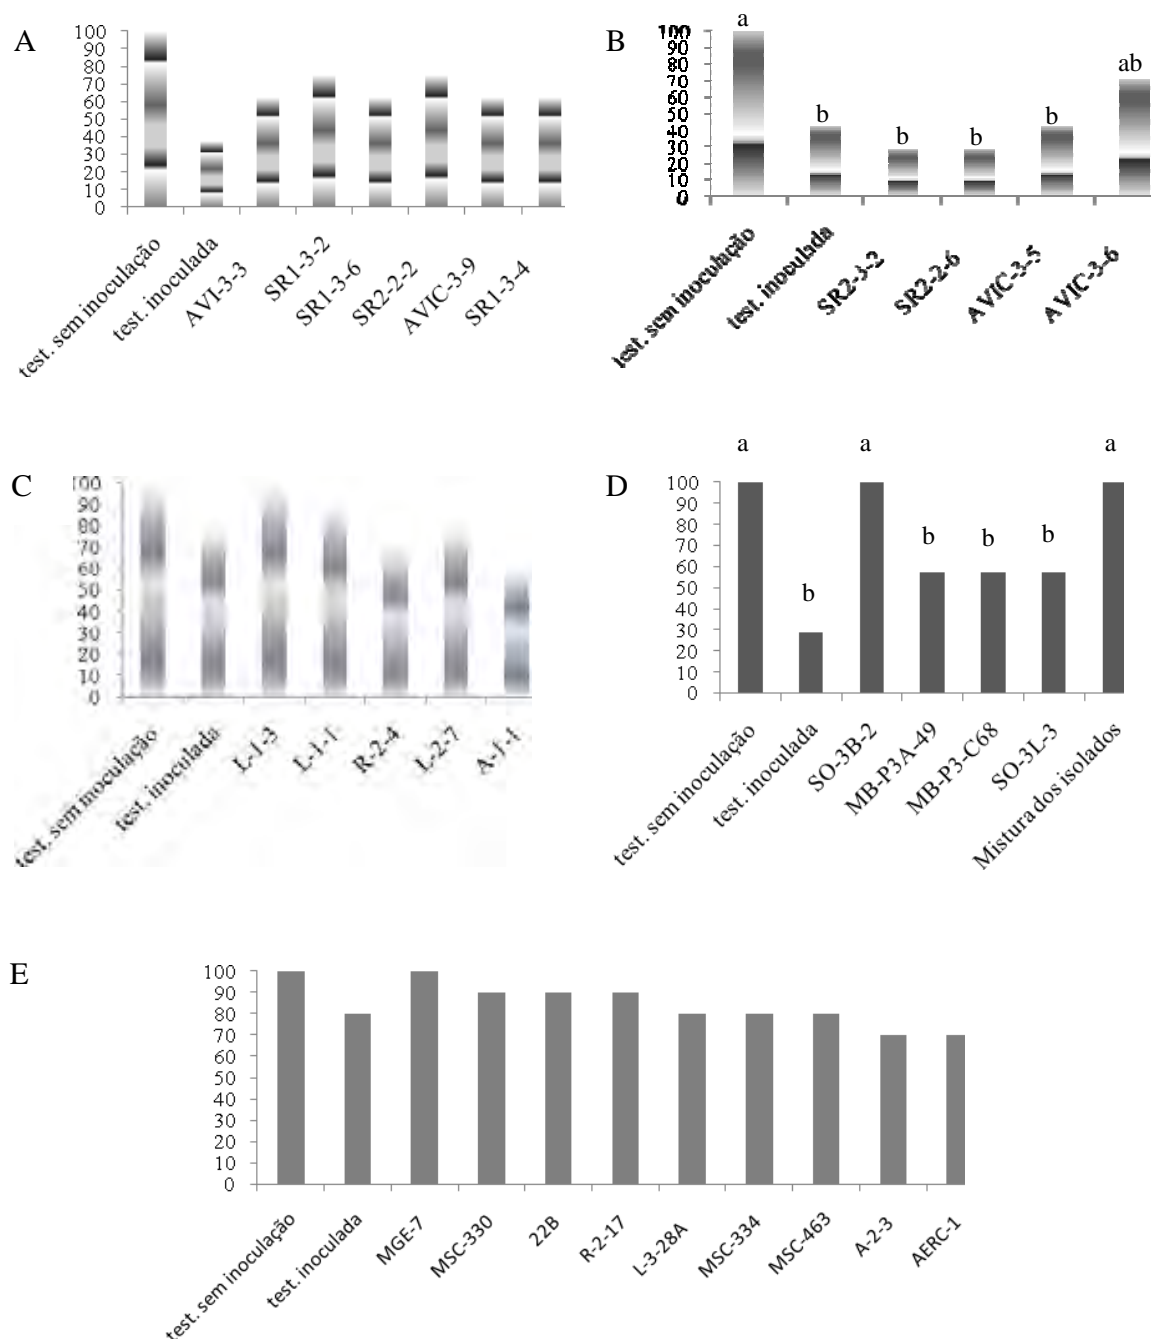 A
100
90
80
70
60
50
40
30
20
10
0
test. sem inoculação
test. inoculada
AVI-3-3
SR1-3-2
SR1-3-6
SR2-2-2
AVIC-3-9
SR1-3-4
B
100
90
80
70
60
50
40
30
20
10
0
a
b
b
b
b
ab
test. sem inoculação
test. inoculada
SR2-3-2
SR2-2-6
AVIC-3-5
AVIC-3-6
C
100
90
80
70
60
50
40
30
20
10
0
test. sem inoculação
test. inoculada
L-1-3
L-1-1
R-2-4
L-2-7
A-1-1
D
100
90
80
70
60
50
40
30
20
10
0
a
b
a
b
b
b
a
test. sem inoculação
test. inoculada
SO-3B-2
MB-P3A-49
MB-P3-C68
SO-3L-3
Mistura dos isolados
E
100
90
80
70
60
50
40
30
20
10
0
test. sem inoculação
test. inoculada
MGE-7
MSC-330
22B
R-2-17
L-3-28A
MSC-334
MSC-463
A-2-3
AERC-1